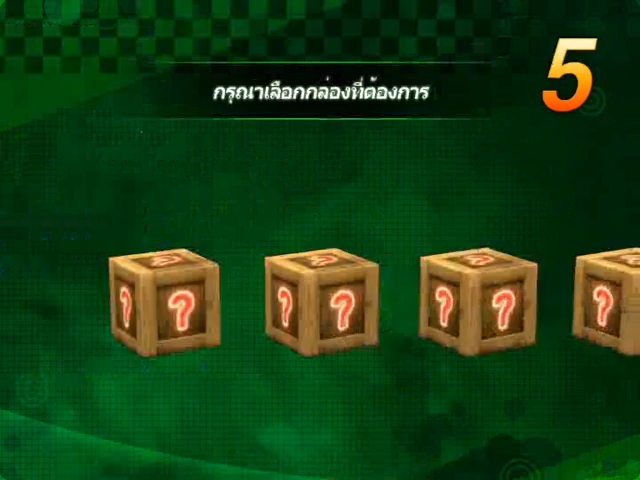 5
กรุณาเลือกกล่องที่ต้องการ
? ? ? ? ? ? ?